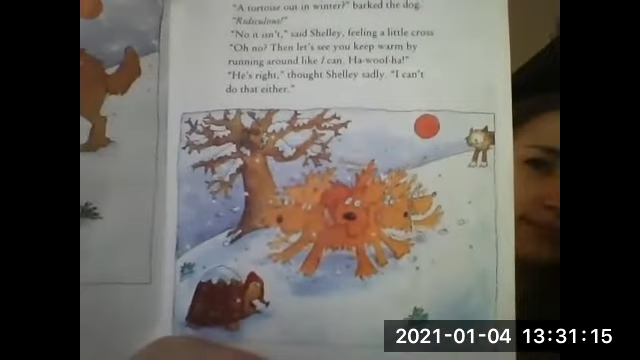 "A tortoise out in winter?" barked the dog.
"Ridiculous!"
"No it isn't," said Shelley, feeling a little cross
"Oh no? Then let's see you keep warm by
running around like I can. Ha-woof-ha!"
"He's right," thought Shelley sadly. "I can't
do that either."
2021-01-04 13:31:15